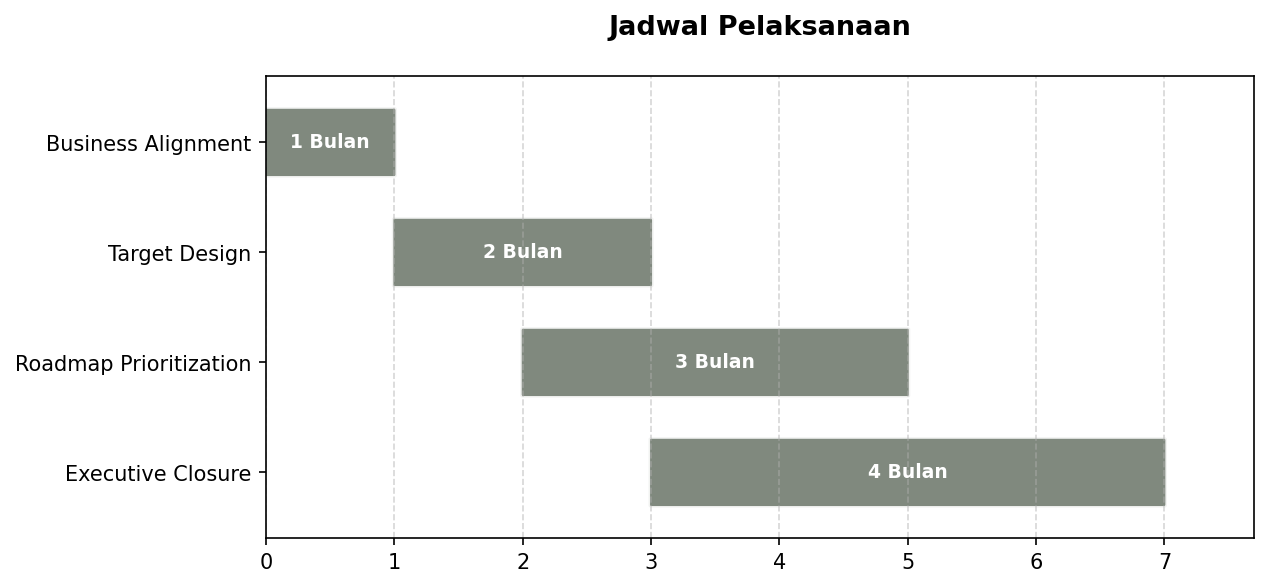 Jadwal Pelaksanaan
Business Alignment
1 Bulan
Target Design
2 Bulan
Roadmap Prioritization
3 Bulan
Executive Closure
4 Bulan
0 1 2 3 4 5 6 7